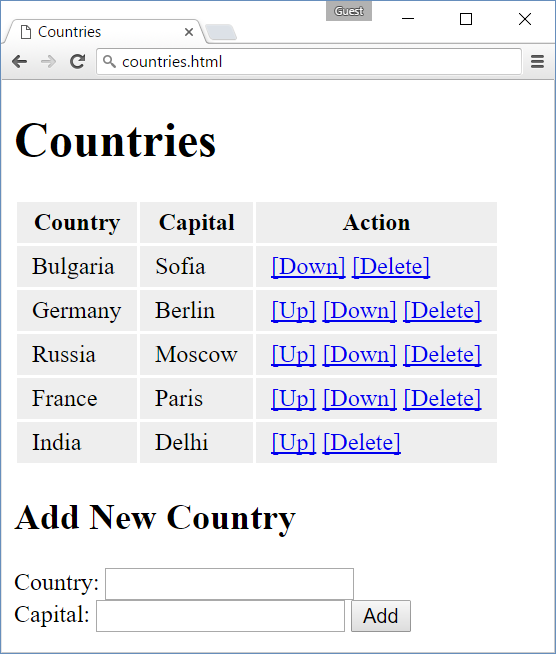 Guest
Countries
countries.html
Countries
Country Capital Action
Bulgaria Sofia [Down] [Delete]
Germany Berlin [Up] [Down] [Delete]
Russia Moscow [Up] [Down] [Delete]
France Paris [Up] [Down] [Delete]
India Delhi [Up] [Delete]
Add New Country
Country:
Capital: Add